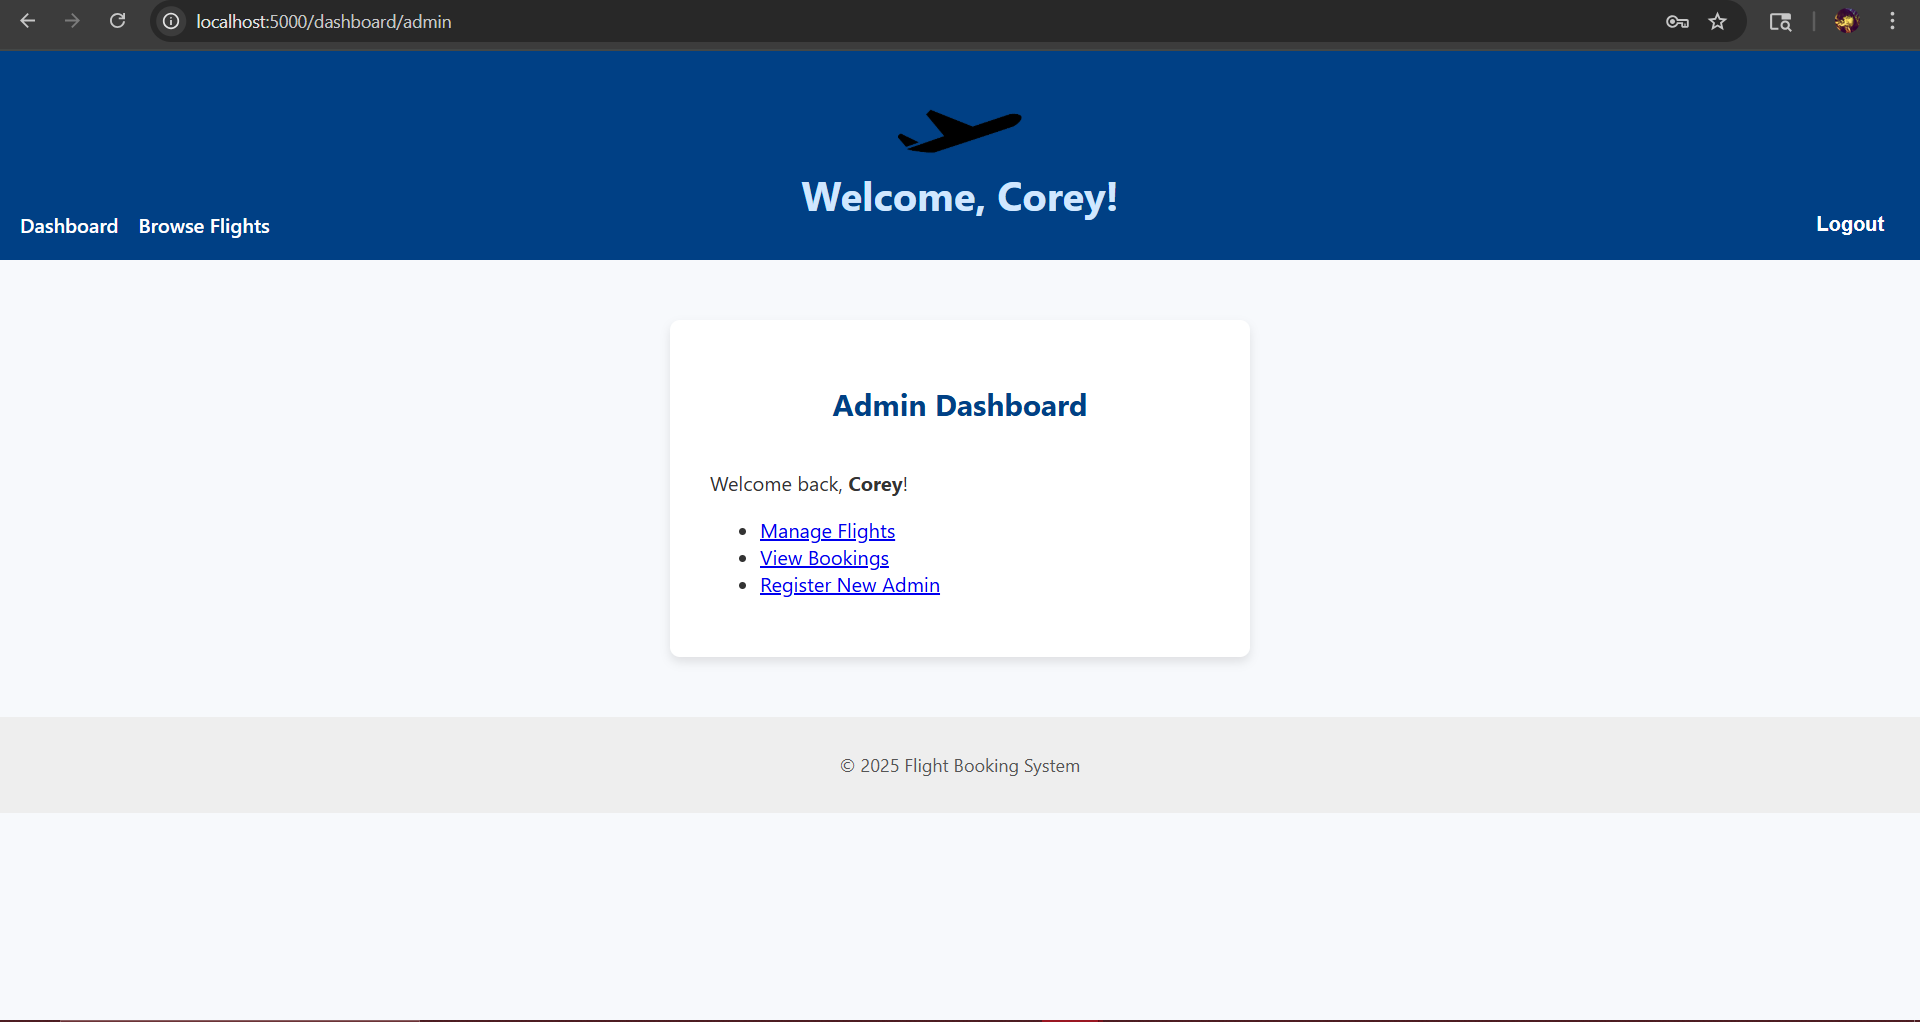 localhost:5000/dashboard/admin
Welcome, Corey!
Dashboard Browse Flights
Logout
Admin Dashboard
Welcome back, Corey!
Manage Flights
View Bookings
Register New Admin
© 2025 Flight Booking System